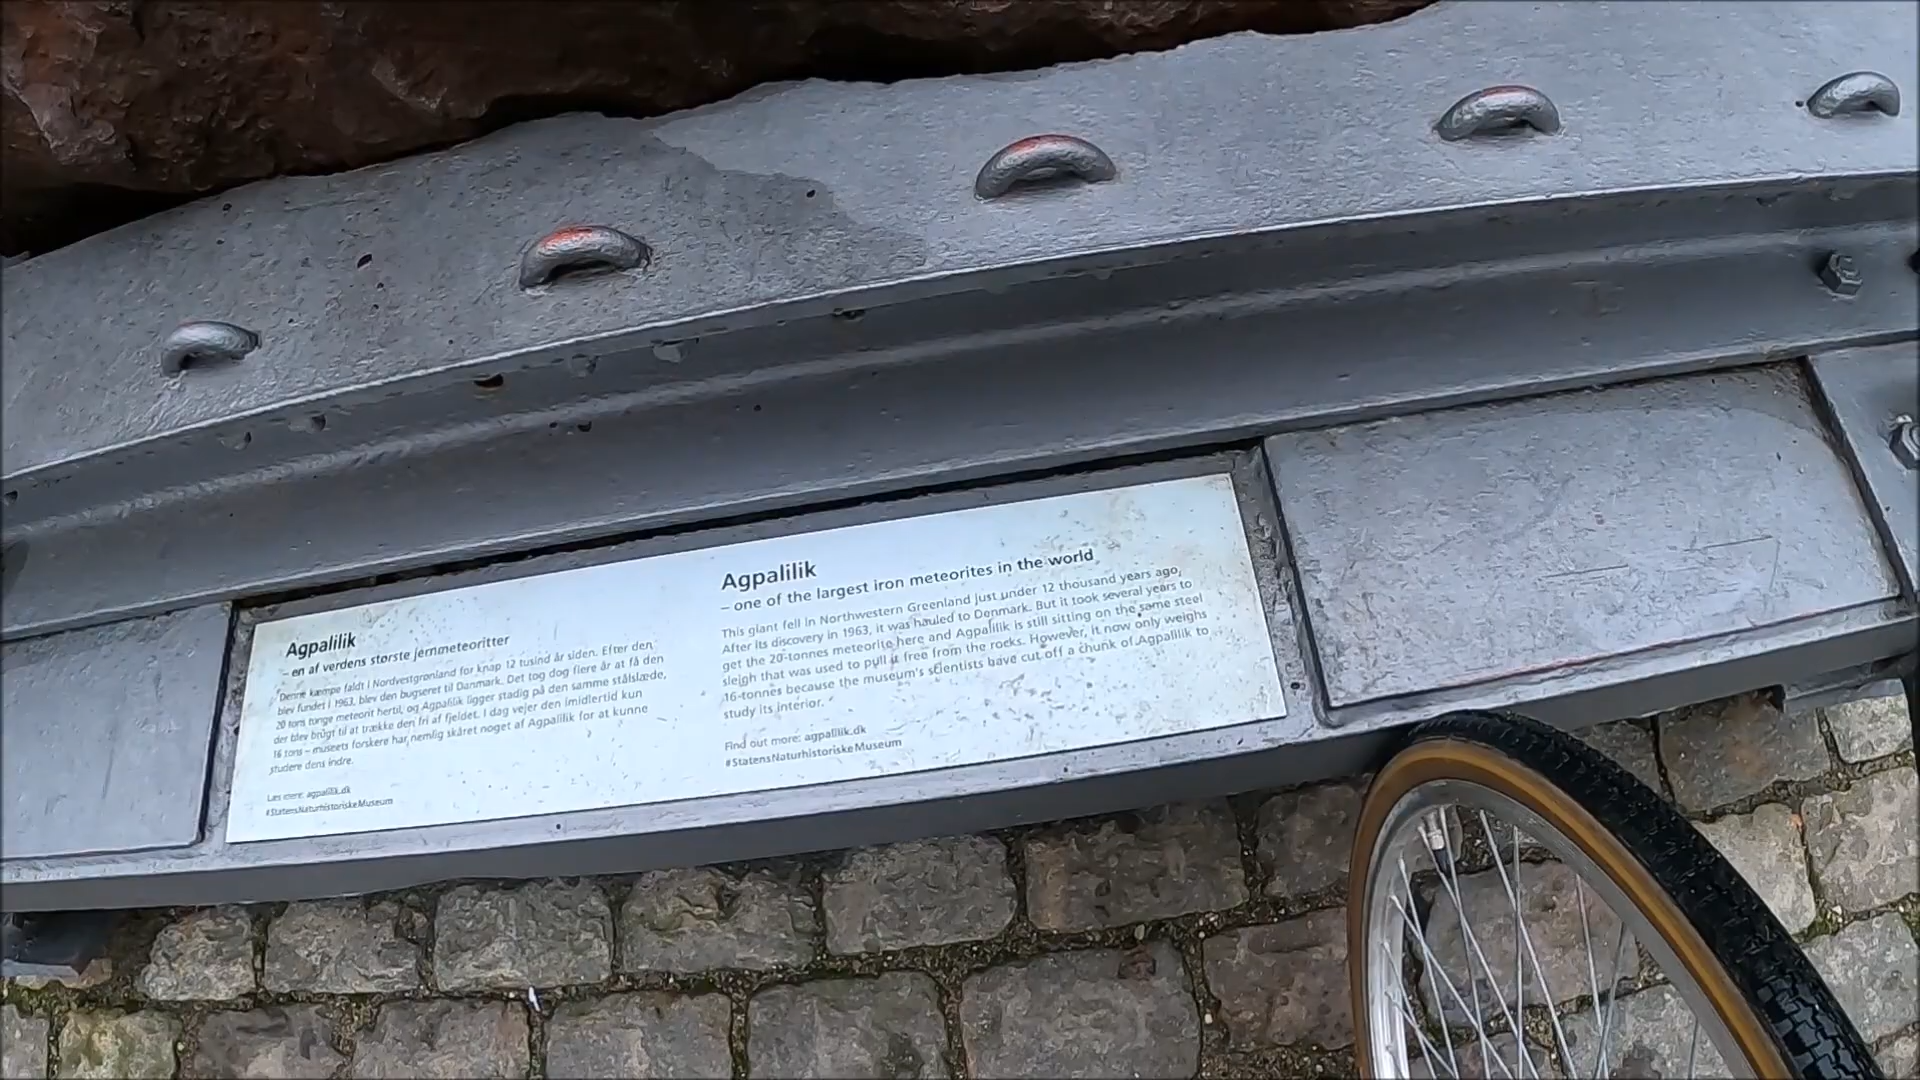 Agpalilik
– en af verdens største jernmeteoritter
Denne kæmpe faldt i Nordvestgrønland for knap 12 tusind år siden. Efter den
blev fundet i 1963, blev den bugseret til Danmark. Det tog dog flere år at få den
20 tons tunge meteorit hertil, og Agpalilik ligger stadig på den samme stålslæde,
der blev brugt til at trække den fri af fjeldet. I dag vejer den imidlertid kun
16 tons – museets forskere har nemlig skåret noget af Agpalilik for at kunne
studere dens indre.
Læs mere: agpalilik.dk
#StatensNaturhistoriskeMuseum
Agpalilik
– one of the largest iron meteorites in the world
This giant fell in Northwestern Greenland just under 12 thousand years ago,
After its discovery in 1963, it was hauled to Denmark. But it took several years to
get the 20-tonnes meteorite here and Agpalilik is still sitting on the same steel
sleigh that was used to pull it free from the rocks. However, it now only weighs
16-tonnes because the museum's scientists have cut off a chunk of Agpalilik to
study its interior.
Find out more: agpalilik.dk
#StatensNaturhistoriskeMuseum